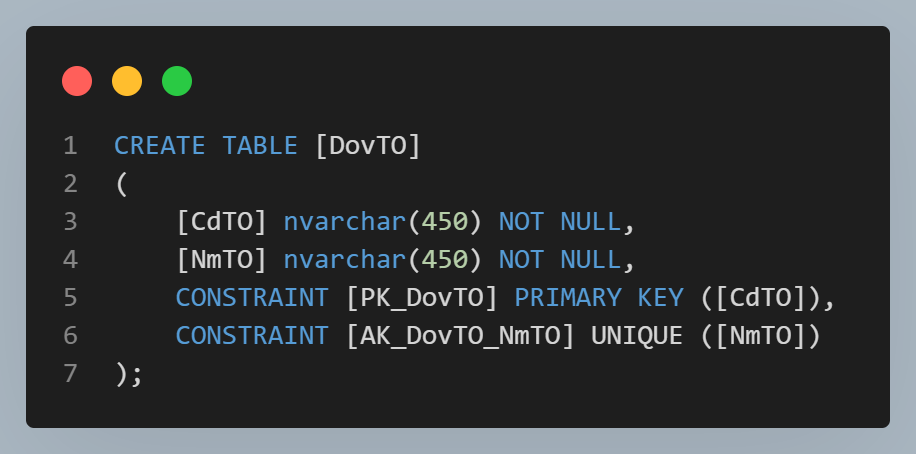 1 CREATE TABLE [DovTO]
2 (
3     [CdTO] nvarchar(450) NOT NULL,
4     [NmTO] nvarchar(450) NOT NULL,
5     CONSTRAINT [PK_DovTO] PRIMARY KEY ([CdTO]),
6     CONSTRAINT [AK_DovTO_NmTO] UNIQUE ([NmTO])
7 );